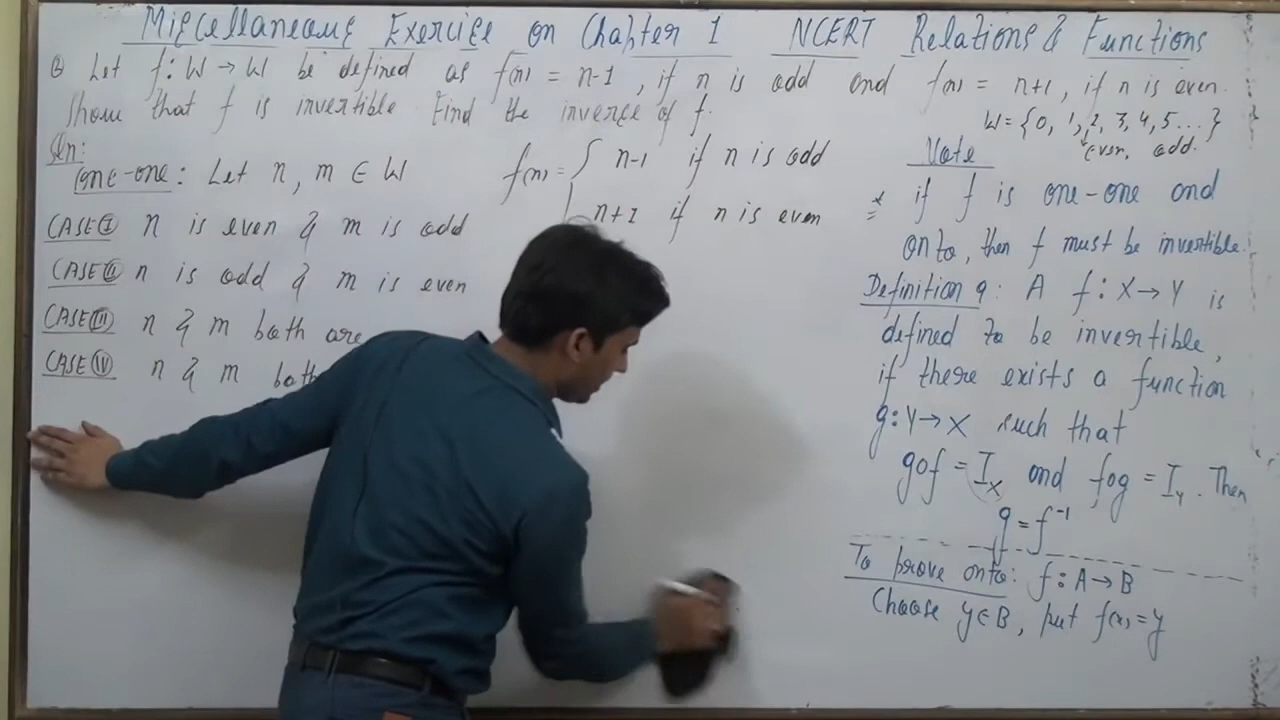 Miscellaneous Exercise on Chapter 1 NCERT Relations & Functions
Q Let f: W → W be defined as f(n) = n-1, if n is odd and f(n) = n+1, if n is even.
Show that f is invertible. Find the inverse of f.
W = {0, 1, 2, 3, 4, 5...}
even, odd.
Sln:
one-one: Let n, m ∈ W
f(n) = { n-1 if n is odd
n+1 if n is even
CASE I n is even & m is odd
CASE II n is odd & m is even
CASE III n & m both are
CASE IV n & m both
Note
* if f is one-one and
onto, then f must be invertible.
Definition 9: A f: X → Y is
defined to be invertible,
if there exists a function
g: Y → X such that
gof = I_X and fog = I_Y. Then
g = f⁻¹
To prove onto: f: A → B
Choose y ∈ B, put f(x) = y